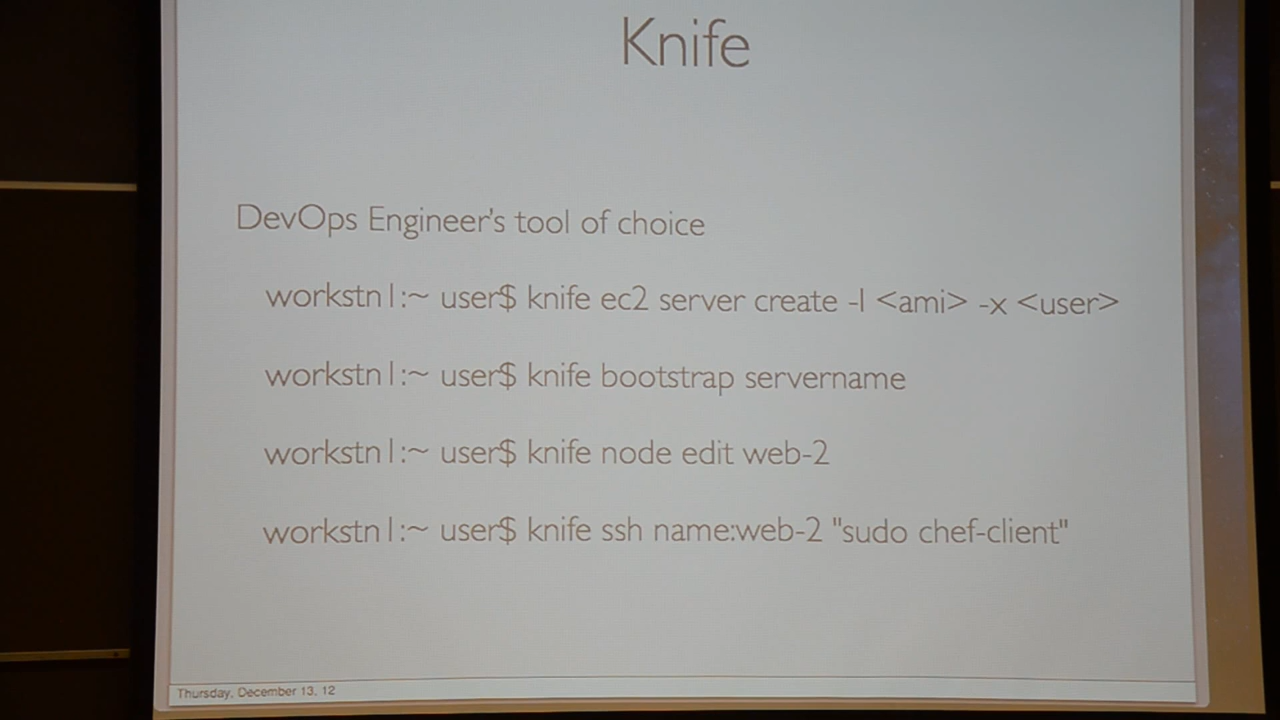 Knife
DevOps Engineer's tool of choice
workstn1:~ user$ knife ec2 server create -I <ami> -x <user>
workstn1:~ user$ knife bootstrap servername
workstn1:~ user$ knife node edit web-2
workstn1:~ user$ knife ssh name:web-2 "sudo chef-client"
Thursday, December 13, 12